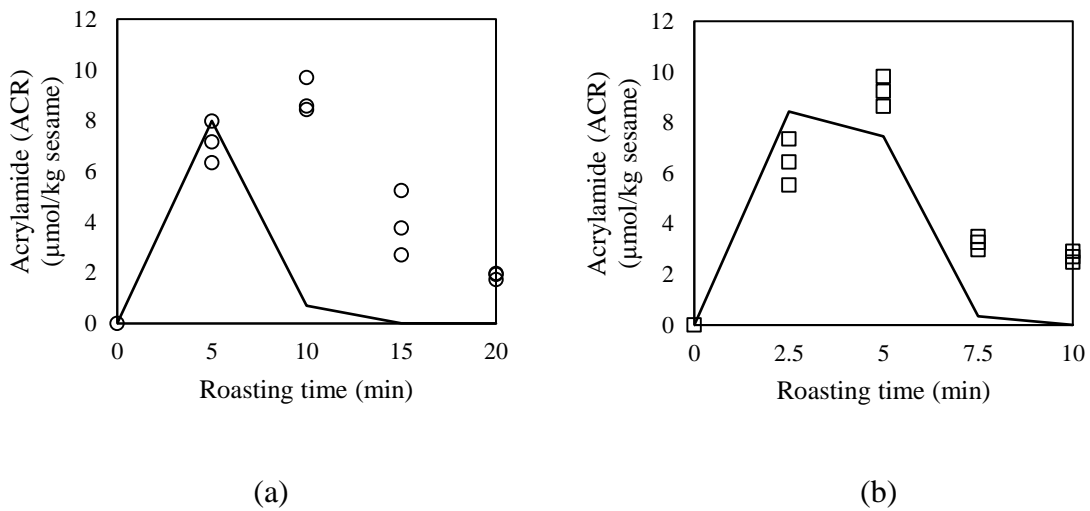 Acrylamide (ACR)
(µmol/kg sesame)
12
10
8
6
4
2
0
0 5 10 15 20
Roasting time (min)
(a)
Acrylamide (ACR)
(µmol/kg sesame)
12
10
8
6
4
2
0
0 2.5 5 7.5 10
Roasting time (min)
(b)